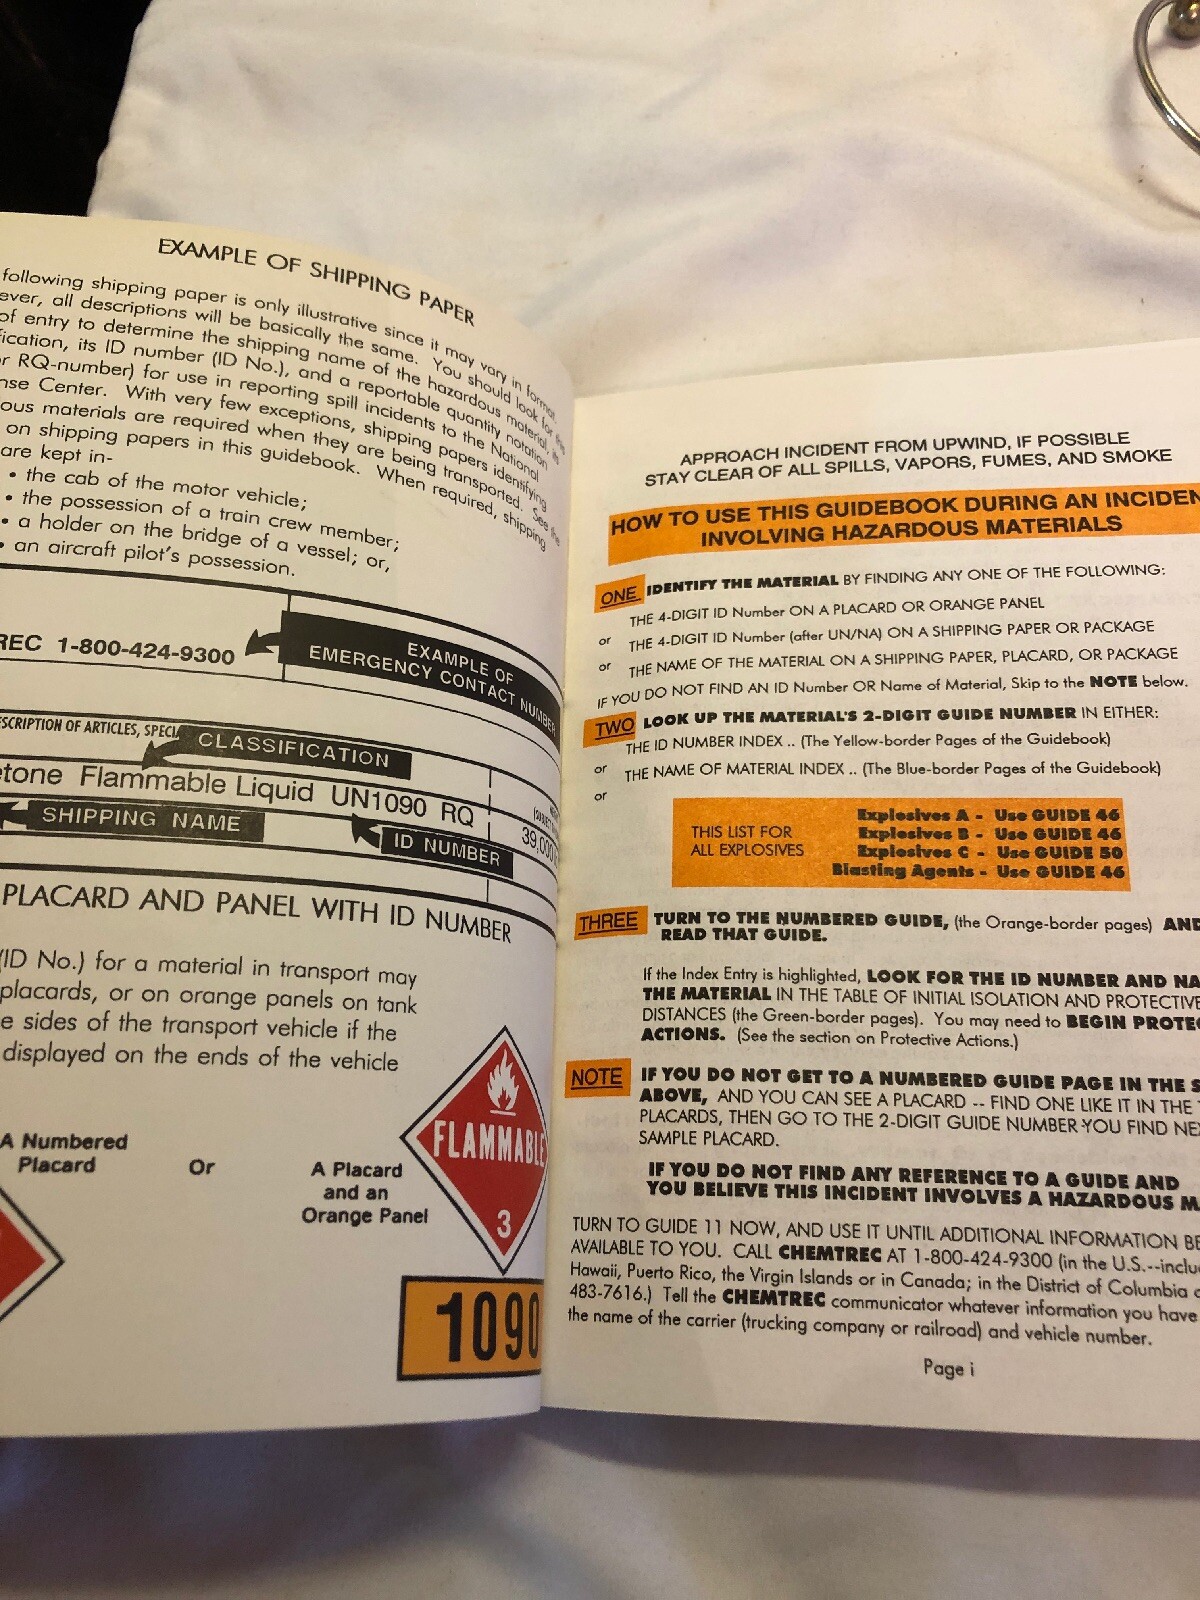 EXAMPLE OF SHIPPING PAPER
following shipping paper is only illustrative since it may vary in format.
ever, all descriptions will be basically the same. You should look for the
of entry to determine the shipping name of the hazardous material, its
fication, its ID number (ID No.), and a reportable quantity notation
or RQ-number) for use in reporting spill incidents to the National
nse Center. With very few exceptions, shipping papers identifying
ous materials are required when they are being transported. See the
on shipping papers in this guidebook. When required, shipping
are kept in-
• the cab of the motor vehicle;
• the possession of a train crew member;
• a holder on the bridge of a vessel; or,
• an aircraft pilot's possession.
REC 1-800-424-9300
EXAMPLE OF
EMERGENCY CONTACT NUMBER
ESCRIPTION OF ARTICLES, SPECIA
CLASSIFICATION
etone Flammable Liquid UN1090 RQ
39,000
SHIPPING NAME
ID NUMBER
PLACARD AND PANEL WITH ID NUMBER
(ID No.) for a material in transport may
placards, or on orange panels on tank
e sides of the transport vehicle if the
displayed on the ends of the vehicle
A Numbered
Placard
Or
A Placard
and an
Orange Panel
FLAMMABLE
3
1090
APPROACH INCIDENT FROM UPWIND, IF POSSIBLE
STAY CLEAR OF ALL SPILLS, VAPORS, FUMES, AND SMOKE
HOW TO USE THIS GUIDEBOOK DURING AN INCIDEN
INVOLVING HAZARDOUS MATERIALS
ONE IDENTIFY THE MATERIAL BY FINDING ANY ONE OF THE FOLLOWING:
THE 4-DIGIT ID Number ON A PLACARD OR ORANGE PANEL
or THE 4-DIGIT ID Number (after UN/NA) ON A SHIPPING PAPER OR PACKAGE
or THE NAME OF THE MATERIAL ON A SHIPPING PAPER, PLACARD, OR PACKAGE
IF YOU DO NOT FIND AN ID Number OR Name of Material, Skip to the NOTE below.
TWO LOOK UP THE MATERIAL'S 2-DIGIT GUIDE NUMBER IN EITHER:
THE ID NUMBER INDEX .. (The Yellow-border Pages of the Guidebook)
or THE NAME OF MATERIAL INDEX .. (The Blue-border Pages of the Guidebook)
or
THIS LIST FOR
ALL EXPLOSIVES
Explosives A - Use GUIDE 46
Explosives B - Use GUIDE 46
Explosives C - Use GUIDE 50
Blasting Agents - Use GUIDE 46
THREE TURN TO THE NUMBERED GUIDE, (the Orange-border pages) AND
READ THAT GUIDE.
If the Index Entry is highlighted, LOOK FOR THE ID NUMBER AND NA
THE MATERIAL IN THE TABLE OF INITIAL ISOLATION AND PROTECTIVE
DISTANCES (the Green-border pages). You may need to BEGIN PROTEC
ACTIONS. (See the section on Protective Actions.)
NOTE IF YOU DO NOT GET TO A NUMBERED GUIDE PAGE IN THE S
ABOVE, AND YOU CAN SEE A PLACARD -- FIND ONE LIKE IT IN THE T
PLACARDS, THEN GO TO THE 2-DIGIT GUIDE NUMBER YOU FIND NE
SAMPLE PLACARD.
IF YOU DO NOT FIND ANY REFERENCE TO A GUIDE AND
YOU BELIEVE THIS INCIDENT INVOLVES A HAZARDOUS M
TURN TO GUIDE 11 NOW, AND USE IT UNTIL ADDITIONAL INFORMATION BE
AVAILABLE TO YOU. CALL CHEMTREC AT 1-800-424-9300 (in the U.S.--inclu
Hawaii, Puerto Rico, the Virgin Islands or in Canada; in the District of Columbia c
483-7616.) Tell the CHEMTREC communicator whatever information you have
the name of the carrier (trucking company or railroad) and vehicle number.
Page i